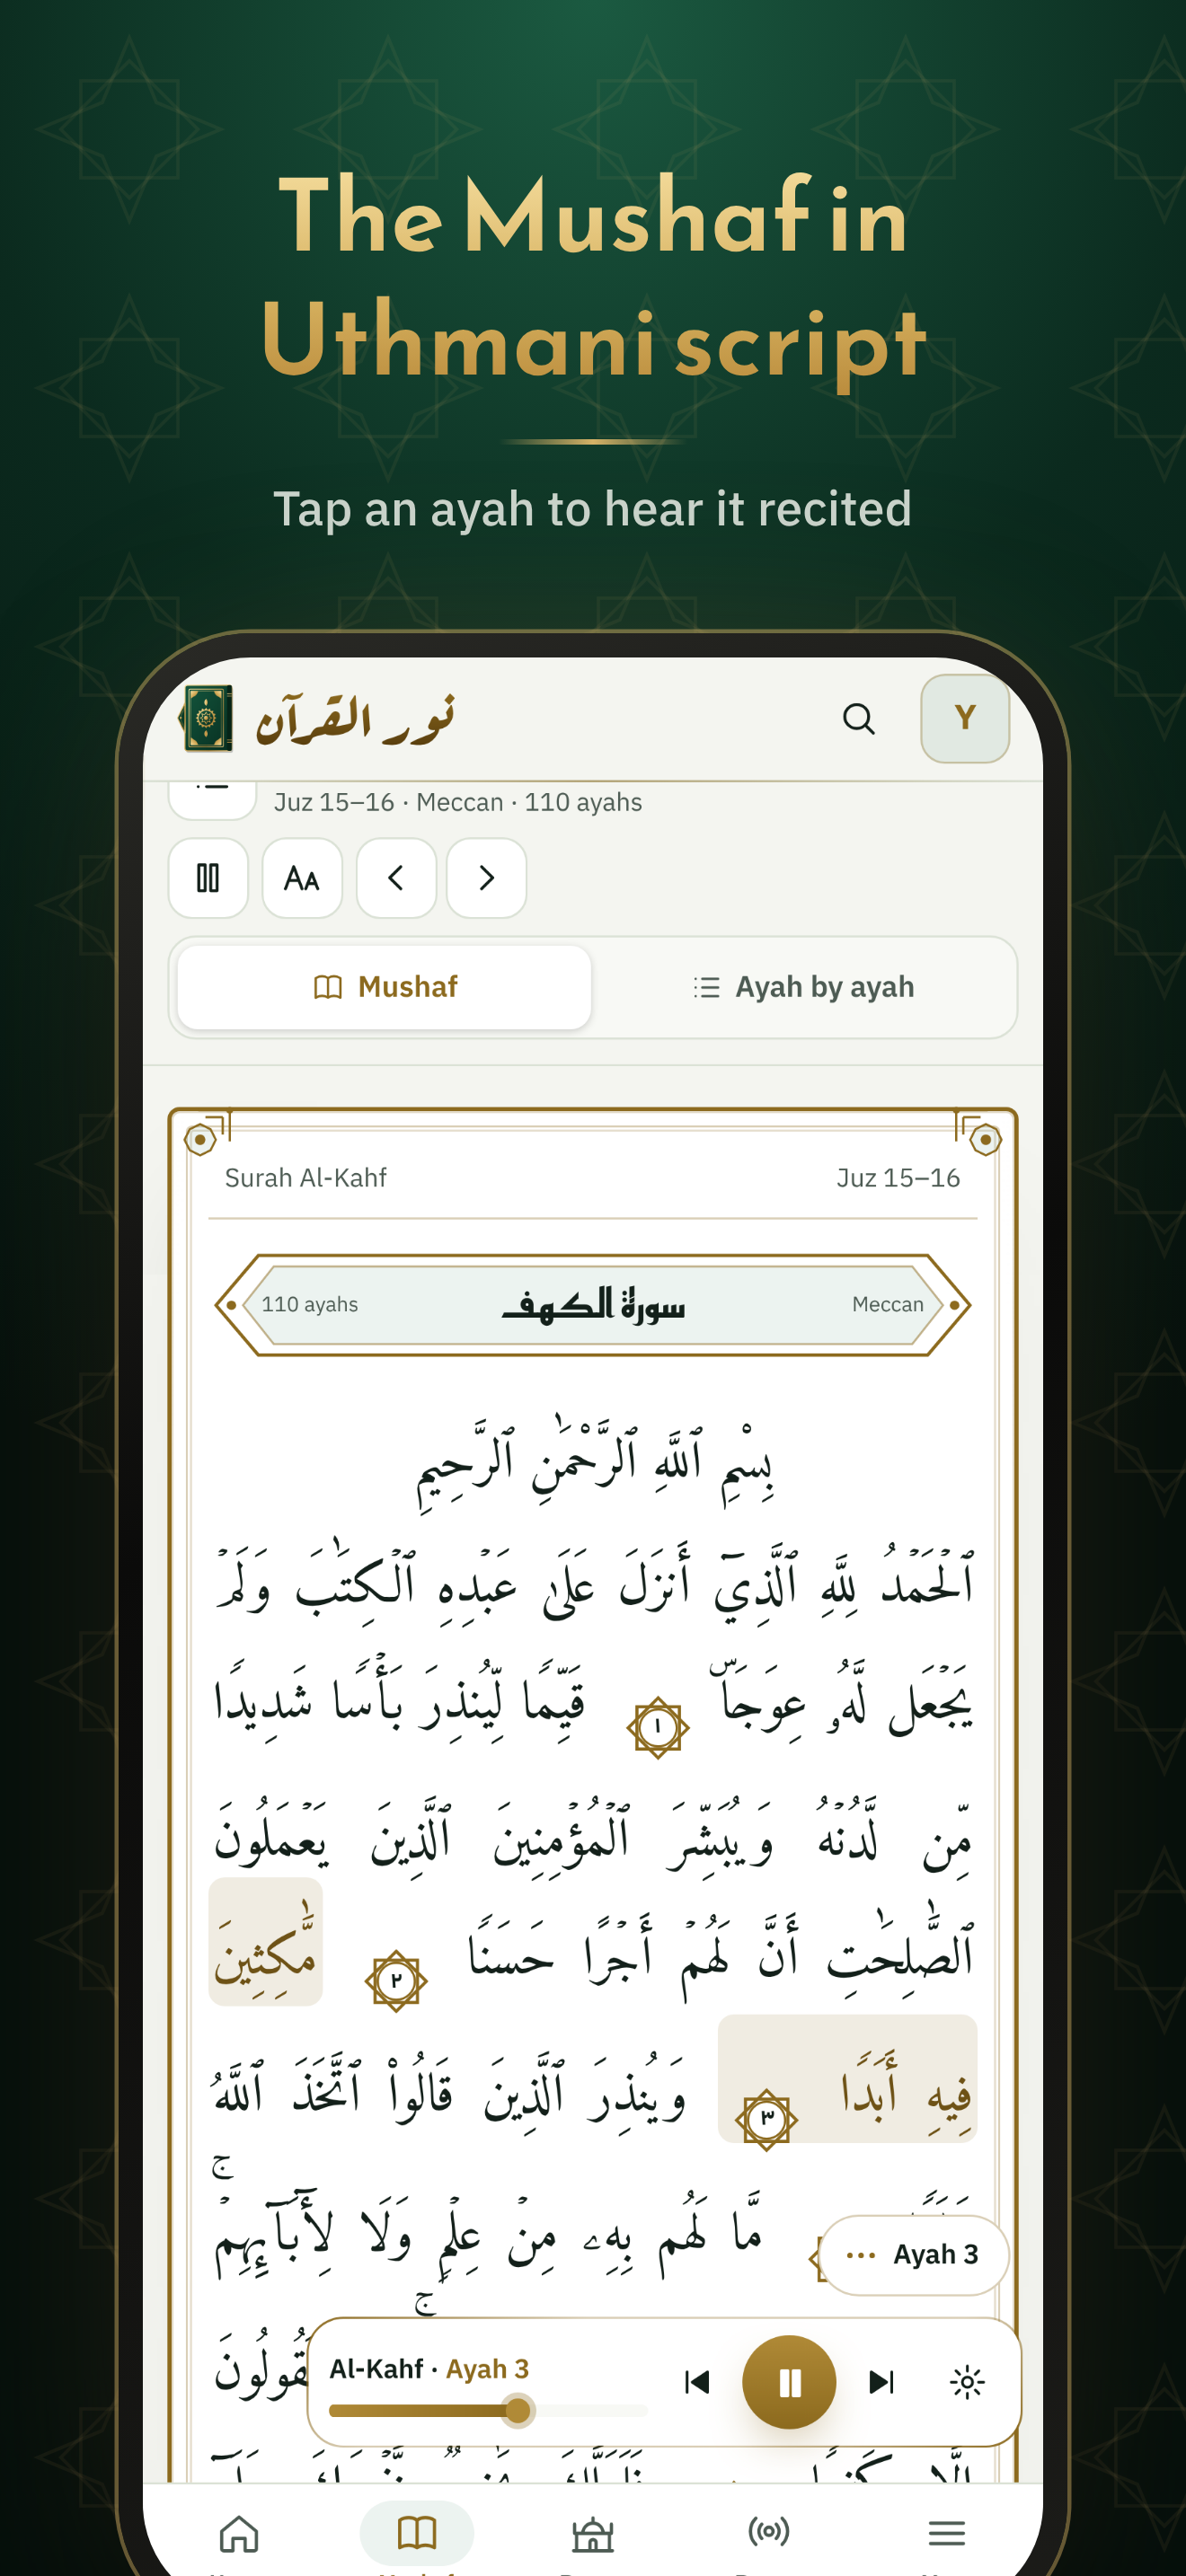 The Mushaf in
Uthmani script
Tap an ayah to hear it recited
نور القرآن
Y
Juz 15–16 · Meccan · 110 ayahs
AA
Mushaf
Ayah by ayah
Surah Al-Kahf
Juz 15–16
110 ayahs
سورة الكهف
Meccan
بِسْمِ ٱللَّهِ ٱلرَّحْمَٰنِ ٱلرَّحِيمِ
ٱلْحَمْدُ لِلَّهِ ٱلَّذِىٓ أَنزَلَ عَلَىٰ عَبْدِهِ ٱلْكِتَٰبَ وَلَمْ
يَجْعَل لَّهُۥ عِوَجَاۜ ١ قَيِّمًا لِّيُنذِرَ بَأْسًا شَدِيدًا
مِّن لَّدُنْهُ وَيُبَشِّرَ ٱلْمُؤْمِنِينَ ٱلَّذِينَ يَعْمَلُونَ
ٱلصَّٰلِحَٰتِ أَنَّ لَهُمْ أَجْرًا حَسَنًا ٢ مَّٰكِثِينَ
فِيهِ أَبَدًا ٣ وَيُنذِرَ ٱلَّذِينَ قَالُوا۟ ٱتَّخَذَ ٱللَّهُ
مَّا لَهُم بِهِۦ مِنْ عِلْمٍ وَلَا لِأَبَآئِهِمْ ۚ
Ayah 3
Al-Kahf · Ayah 3